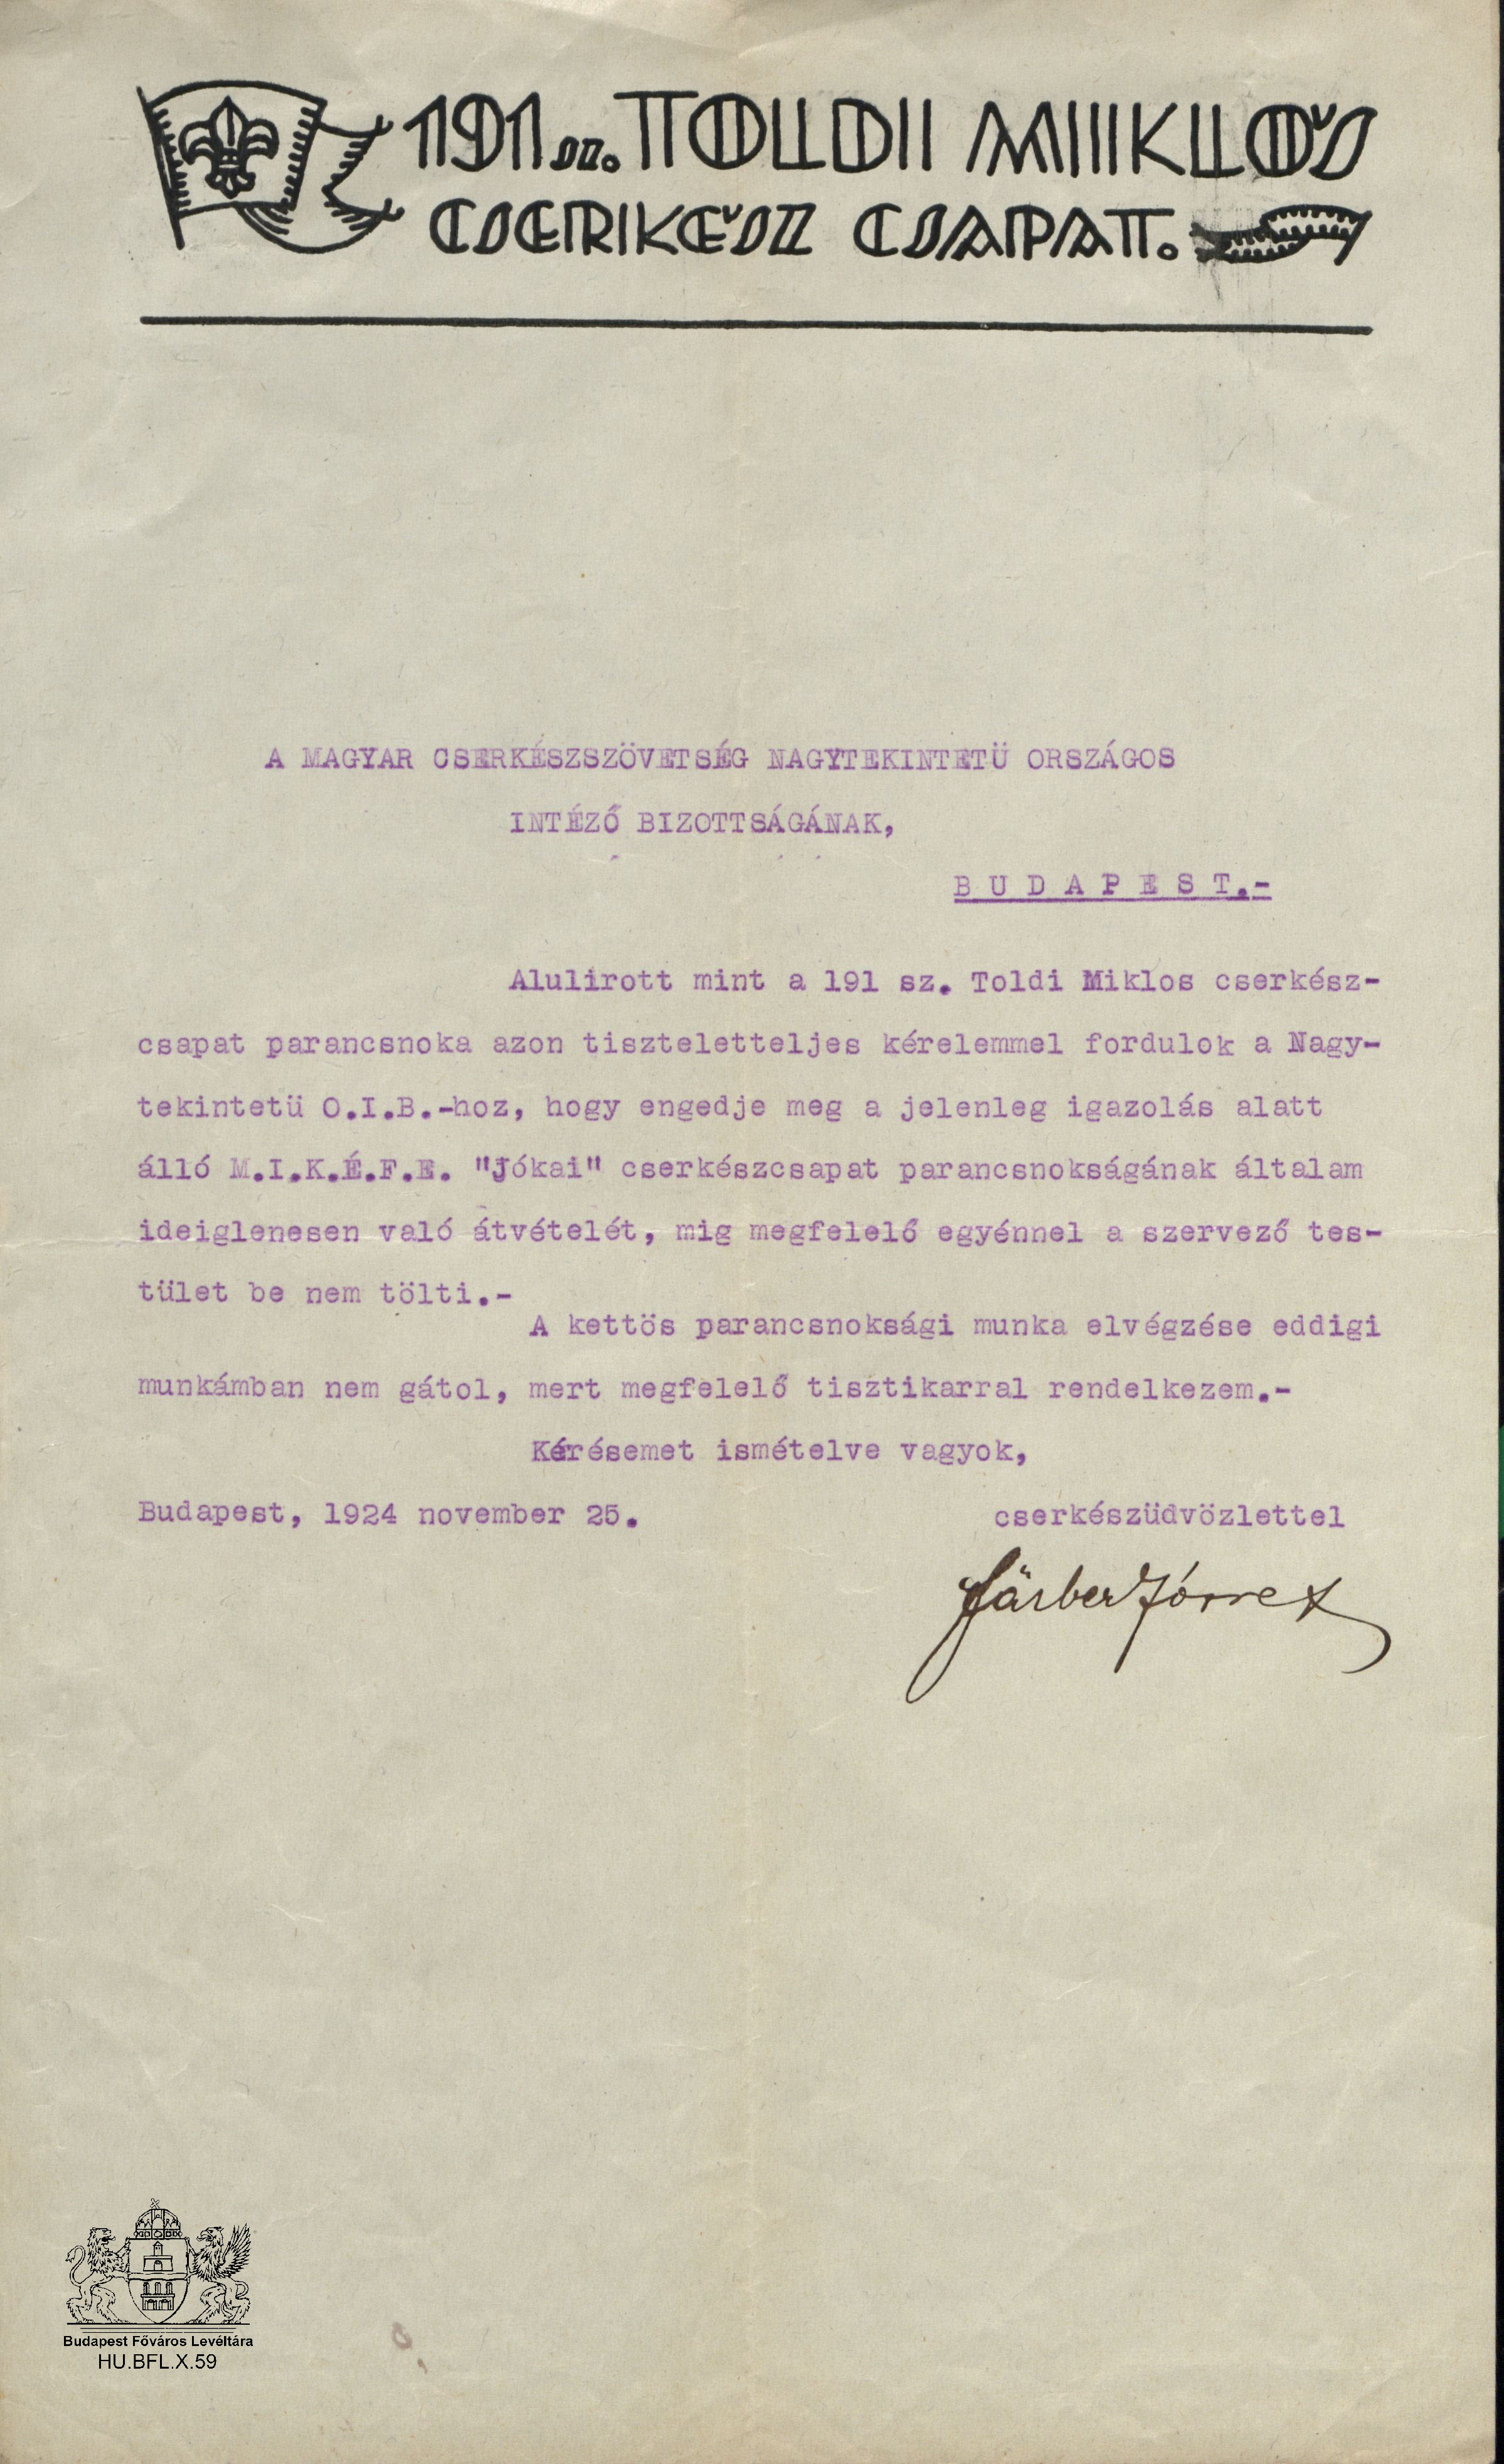 191 sz. TOLDI MIKLÓS
CSERKÉSZ CSAPAT.
A MAGYAR CSERKÉSZSZÖVETSÉG NAGYTEKINTETÜ ORSZÁGOS
INTÉZŐ BIZOTTSÁGÁNAK,
B U D A P E S T.-
Alulirott mint a 191 sz. Toldi Miklos cserkész-
csapat parancsnoka azon tiszteletteljes kérelemmel fordulok a Nagy-
tekintetü O.I.B.-hoz, hogy engedje meg a jelenleg igazolás alatt
álló M.I.K.É.F.E. "Jókai" cserkészcsapat parancsnokságának általam
ideiglenesen való átvételét, mig megfelelő egyénnel a szervező tes-
tület be nem tölti.-
A kettös parancsnoksági munka elvégzése eddigi
munkámban nem gátol, mert megfelelő tisztikarral rendelkezem.-
Kérésemet ismételve vagyok,
Budapest, 1924 november 25. cserkészüdvözlettel
Färber
Budapest Főváros Levéltára
HU.BFL.X.59